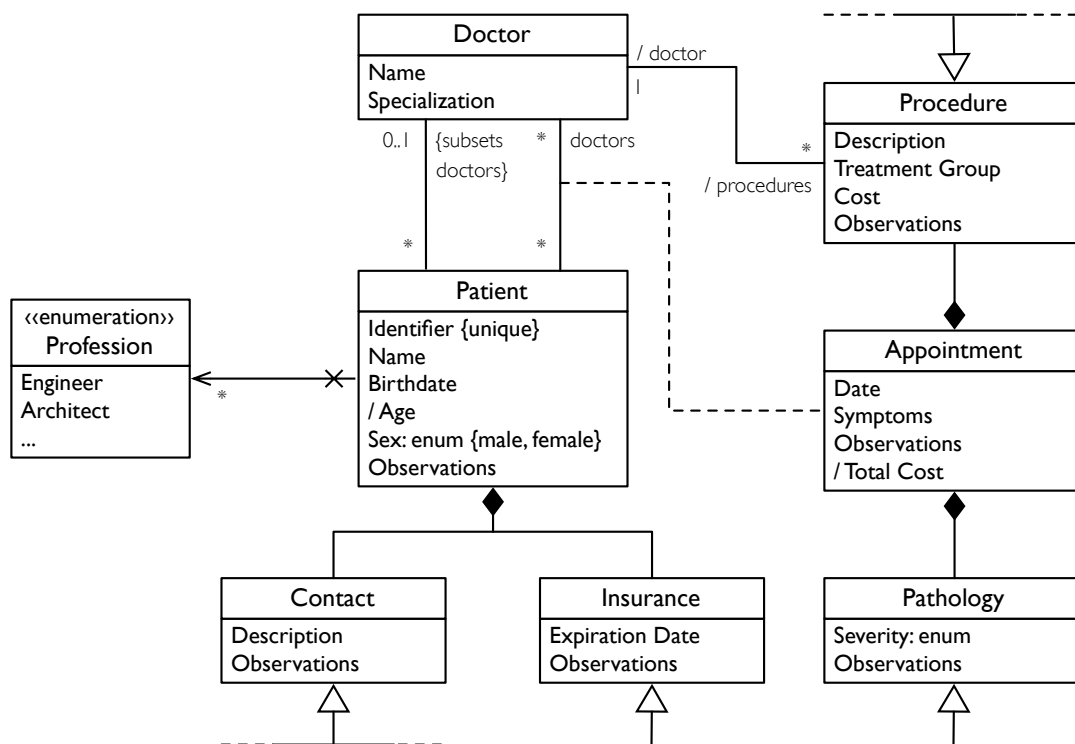 Doctor
Name
Specialization
/ doctor
1
*
/ procedures
Procedure
Description
Treatment Group
Cost
Observations
0..1
{subsets
doctors}
*
doctors
*
*
‹‹enumeration››
Profession
Engineer
Architect
...
*
Patient
Identifier {unique}
Name
Birthdate
/ Age
Sex: enum {male, female}
Observations
Appointment
Date
Symptoms
Observations
/ Total Cost
Contact
Description
Observations
Insurance
Expiration Date
Observations
Pathology
Severity: enum
Observations